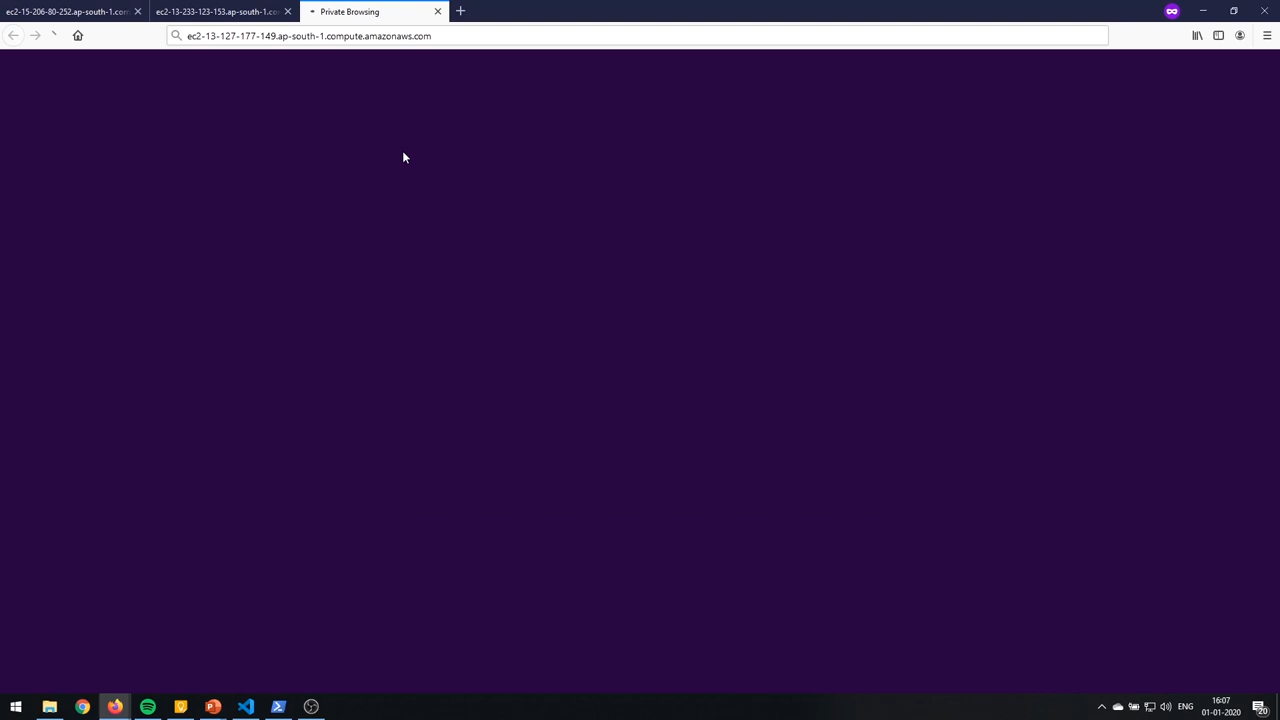 ec2-15-206-80-252.ap-south-1.com
ec2-13-233-123-153.ap-south-1.co
Private Browsing
ec2-13-127-177-149.ap-south-1.compute.amazonaws.com
ENG
16:07
01-01-2020
20